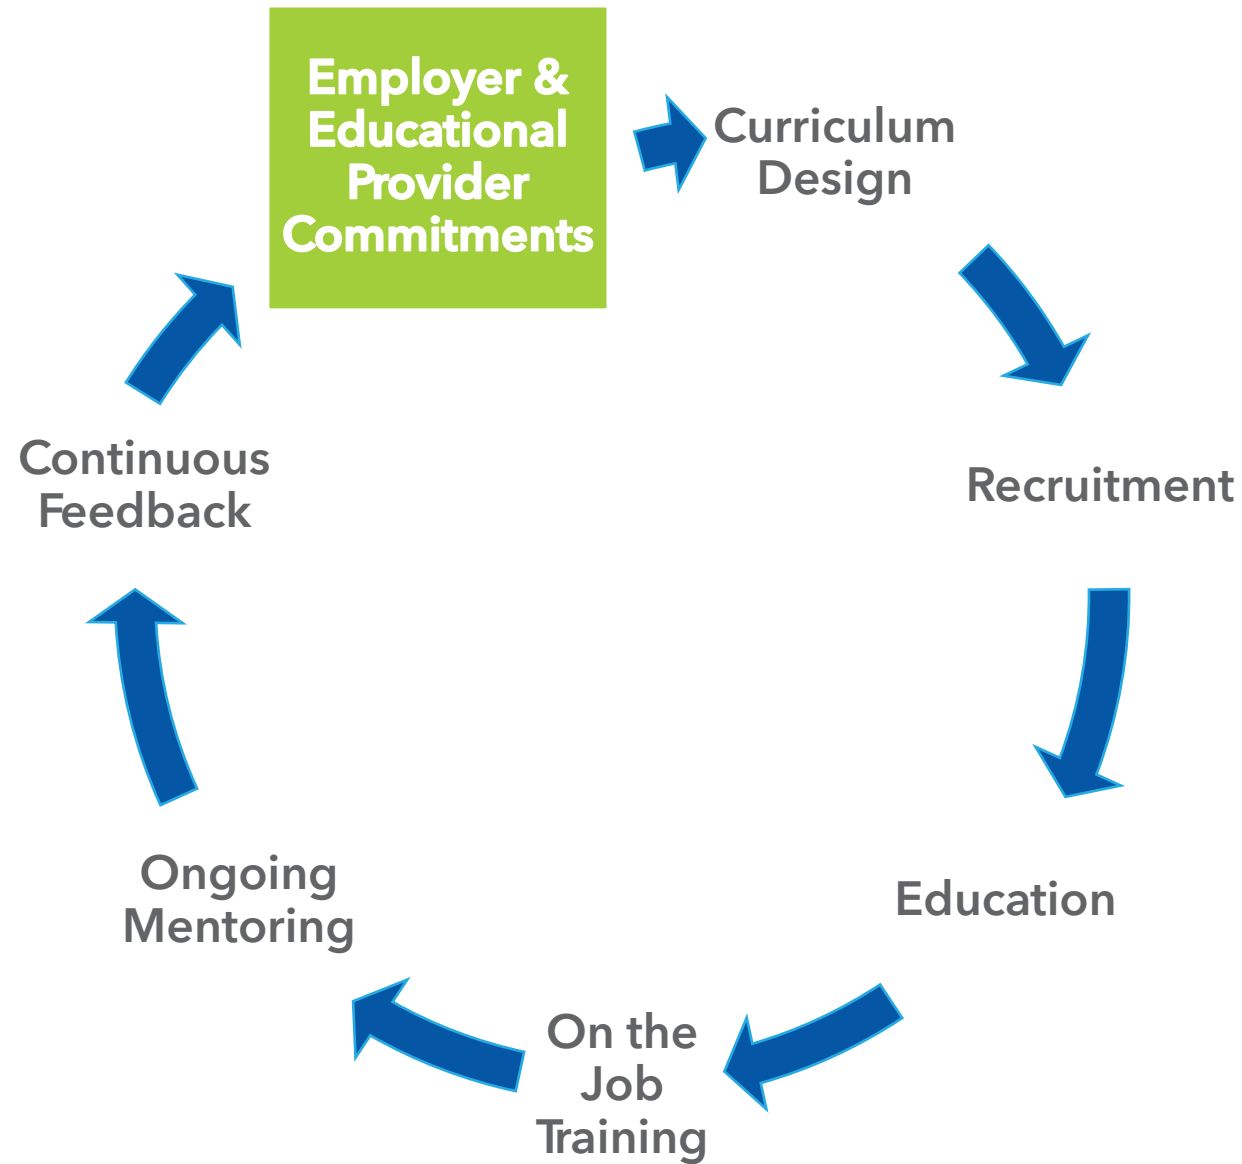 Employer &
Educational
Provider
Commitments
Curriculum
Design
Recruitment
Education
On the
Job
Training
Ongoing
Mentoring
Continuous
Feedback